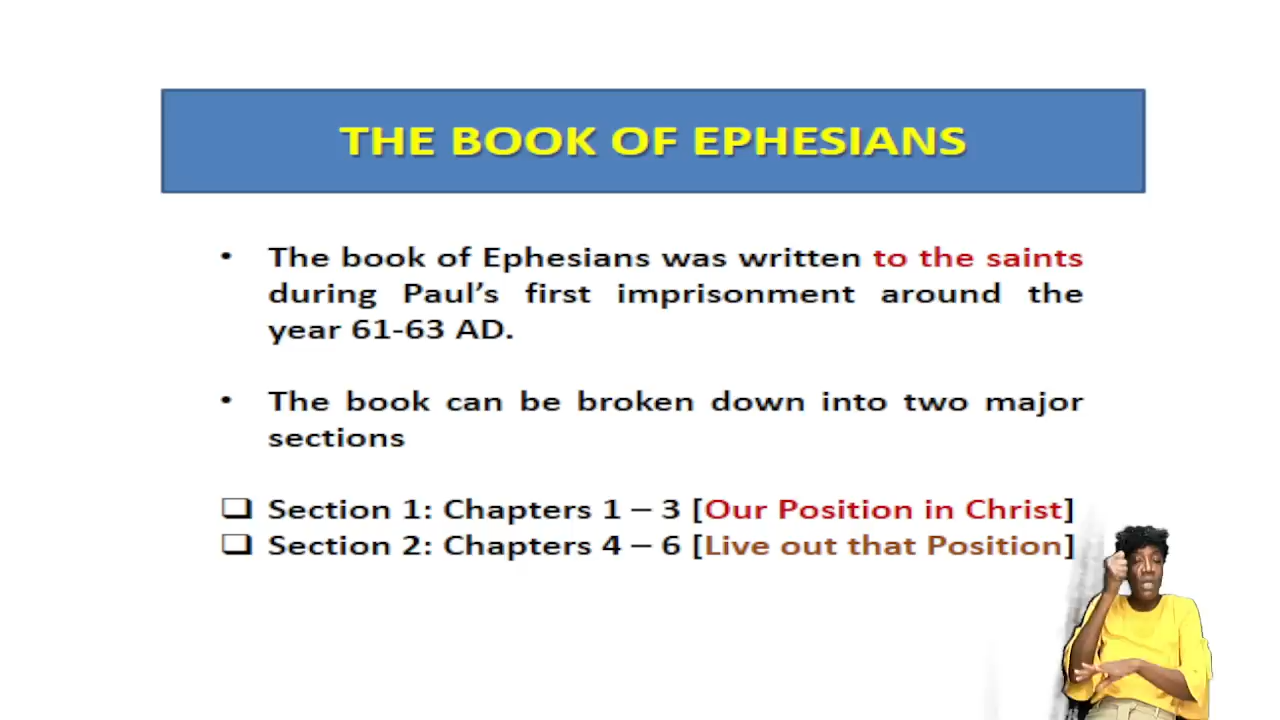 THE BOOK OF EPHESIANS
• The book of Ephesians was written to the saints
during Paul’s first imprisonment around the
year 61-63 AD.
• The book can be broken down into two major
sections
❑ Section 1: Chapters 1 – 3 [Our Position in Christ]
❑ Section 2: Chapters 4 – 6 [Live out that Position]